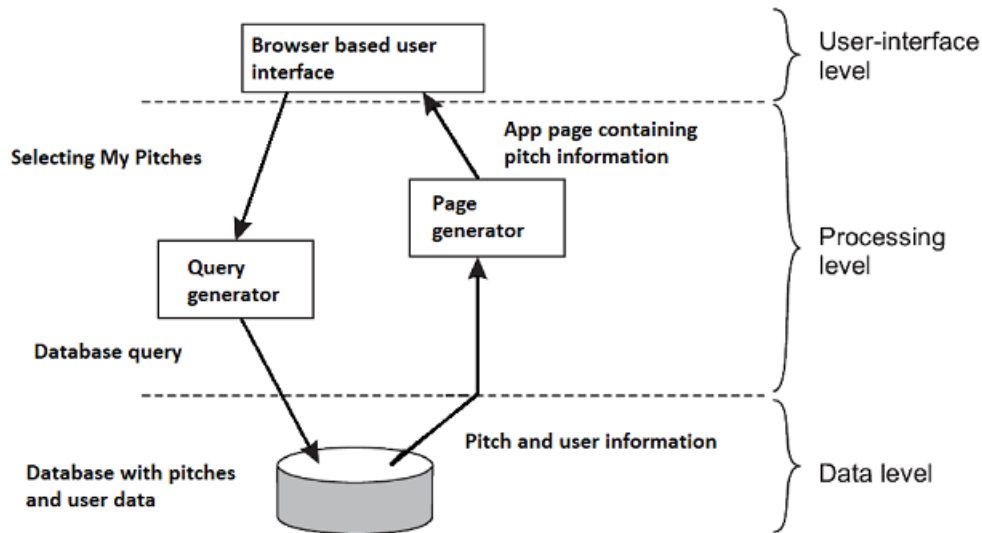 Browser based user
interface
User-interface
level
App page containing
pitch information
Selecting My Pitches
Page
generator
Processing
level
Query
generator
Database query
Pitch and user information
Database with pitches
and user data
Data level